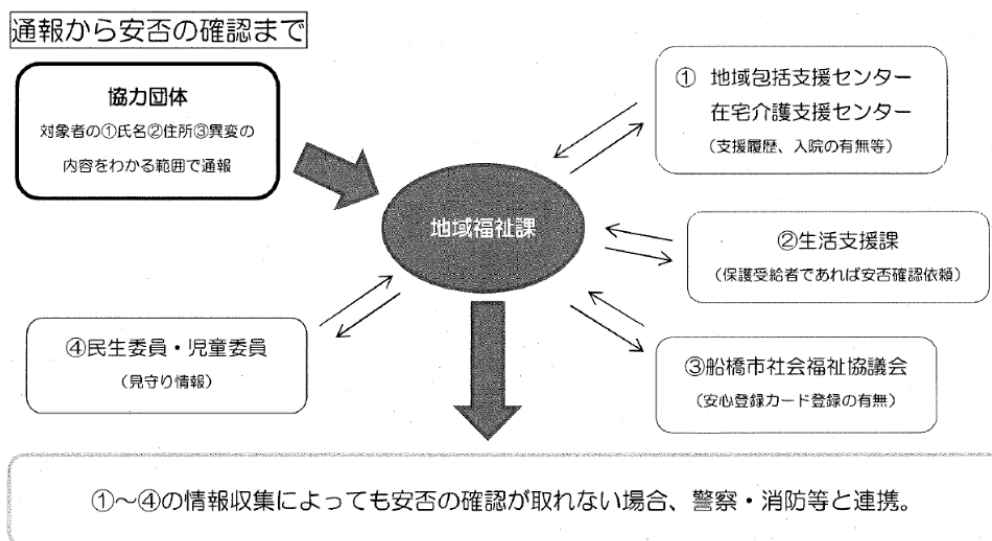 通報から安否の確認まで
協力団体
対象者の①氏名②住所③異変の
内容をわかる範囲で通報
地域福祉課
① 地域包括支援センター
在宅介護支援センター
(支援履歴、入院の有無等)
②生活支援課
(保護受給者であれば安否確認依頼)
③船橋市社会福祉協議会
(安心登録カード登録の有無)
④民生委員・児童委員
(見守り情報)
①～④の情報収集によっても安否の確認が取れない場合、警察・消防等と連携。